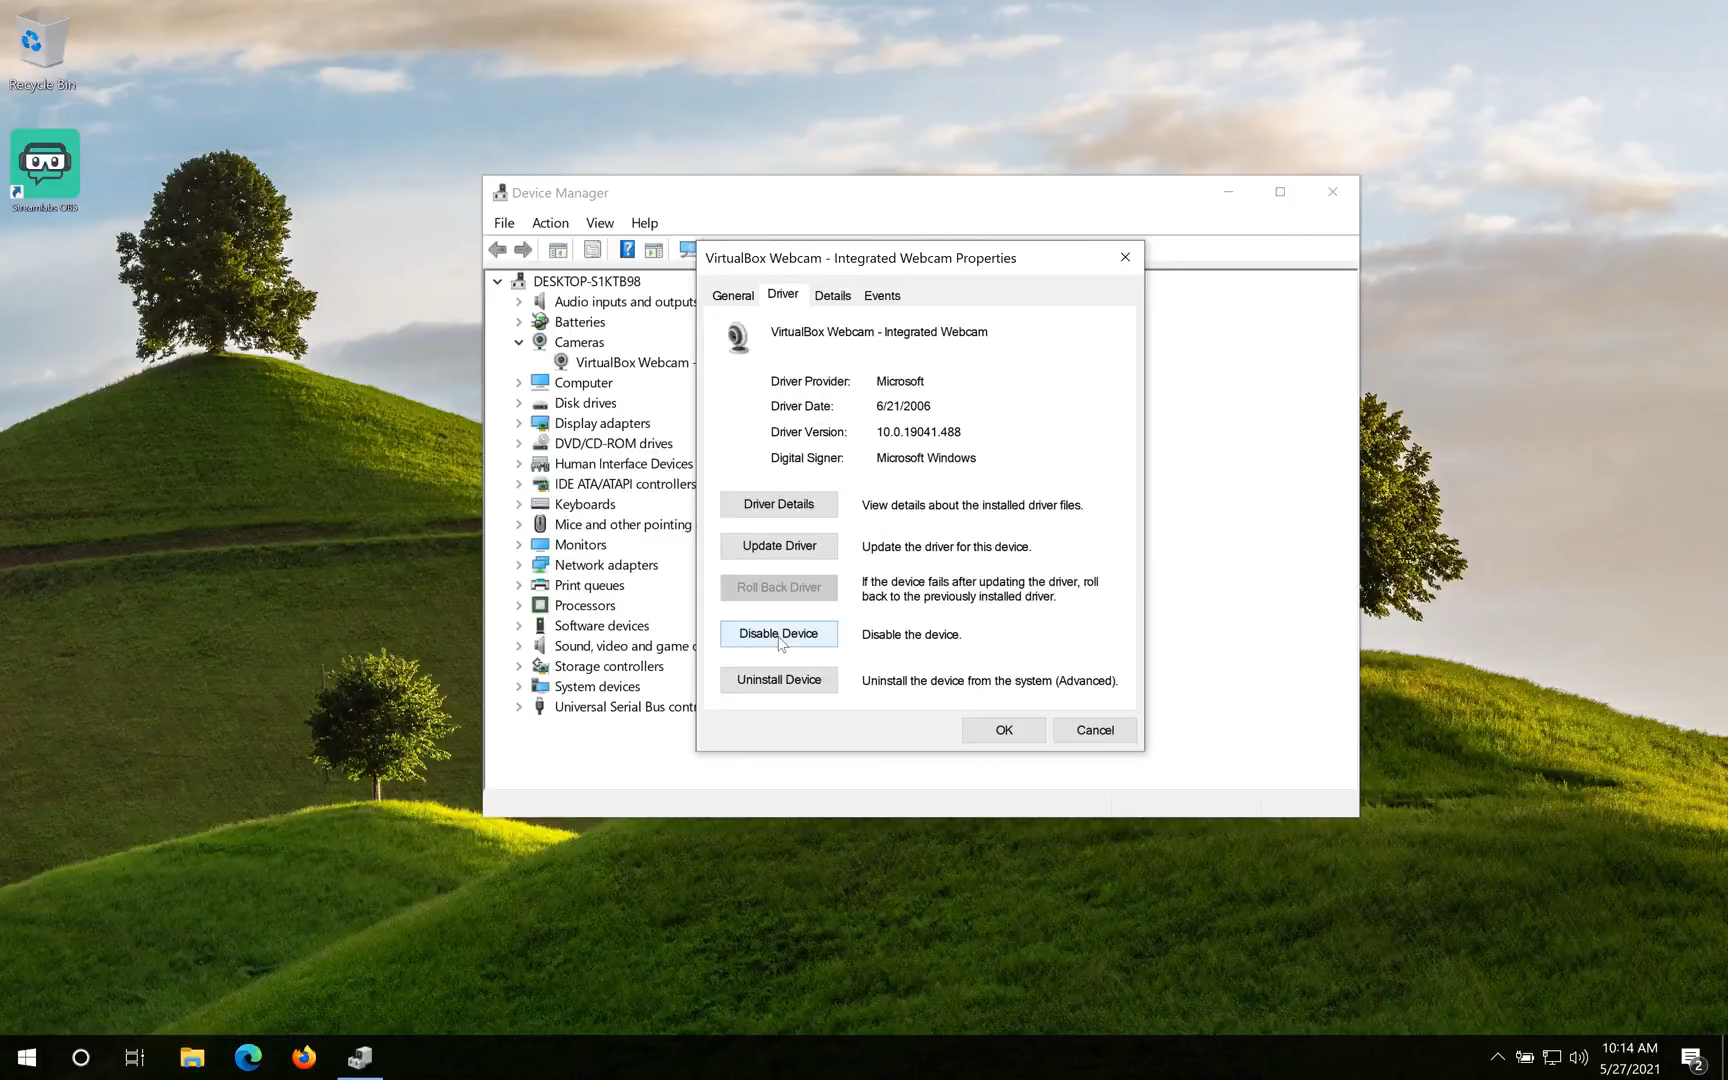 Recycle Bin
Streamlabs OBS
Device Manager
File Action View Help
DESKTOP-S1KTB98
Audio inputs and outputs
Batteries
Cameras
VirtualBox Webcam -
Computer
Disk drives
Display adapters
DVD/CD-ROM drives
Human Interface Devices
IDE ATA/ATAPI controllers
Keyboards
Mice and other pointing
Monitors
Network adapters
Print queues
Processors
Software devices
Sound, video and game c
Storage controllers
System devices
Universal Serial Bus contr
VirtualBox Webcam - Integrated Webcam Properties
General Driver Details Events
VirtualBox Webcam - Integrated Webcam
Driver Provider: Microsoft
Driver Date: 6/21/2006
Driver Version: 10.0.19041.488
Digital Signer: Microsoft Windows
Driver Details View details about the installed driver files.
Update Driver Update the driver for this device.
Roll Back Driver If the device fails after updating the driver, roll
back to the previously installed driver.
Disable Device Disable the device.
Uninstall Device Uninstall the device from the system (Advanced).
OK Cancel
10:14 AM
5/27/2021
2